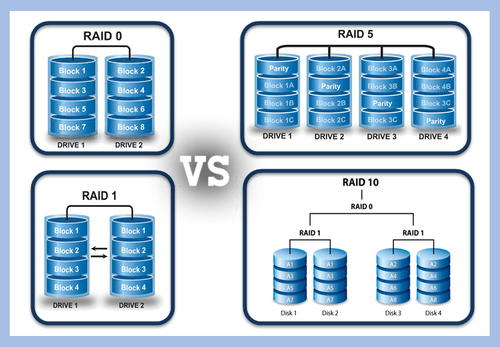 RAID 0
Block 1 Block 2
Block 3 Block 4
Block 5 Block 6
Block 7 Block 8
DRIVE 1 DRIVE 2
RAID 5
Parity Block 2A Block 3A Block 4A
Block 1A Parity Block 3B Block 4B
Block 1B Block 2B Parity Block 3C
Block 1C Block 2C Block 3C Parity
DRIVE 1 DRIVE 2 DRIVE 3 DRIVE 4
VS
RAID 1
Block 1 Block 1
Block 2 Block 2
Block 3 Block 3
Block 4 Block 4
DRIVE 1 DRIVE 2
RAID 10
RAID 0
RAID 1 RAID 1
A1 A1 A2 A2
A3 A3 A4 A4
A5 A5 A6 A6
A7 A7 A8 A8
Disk 1 Disk 2 Disk 3 Disk 4